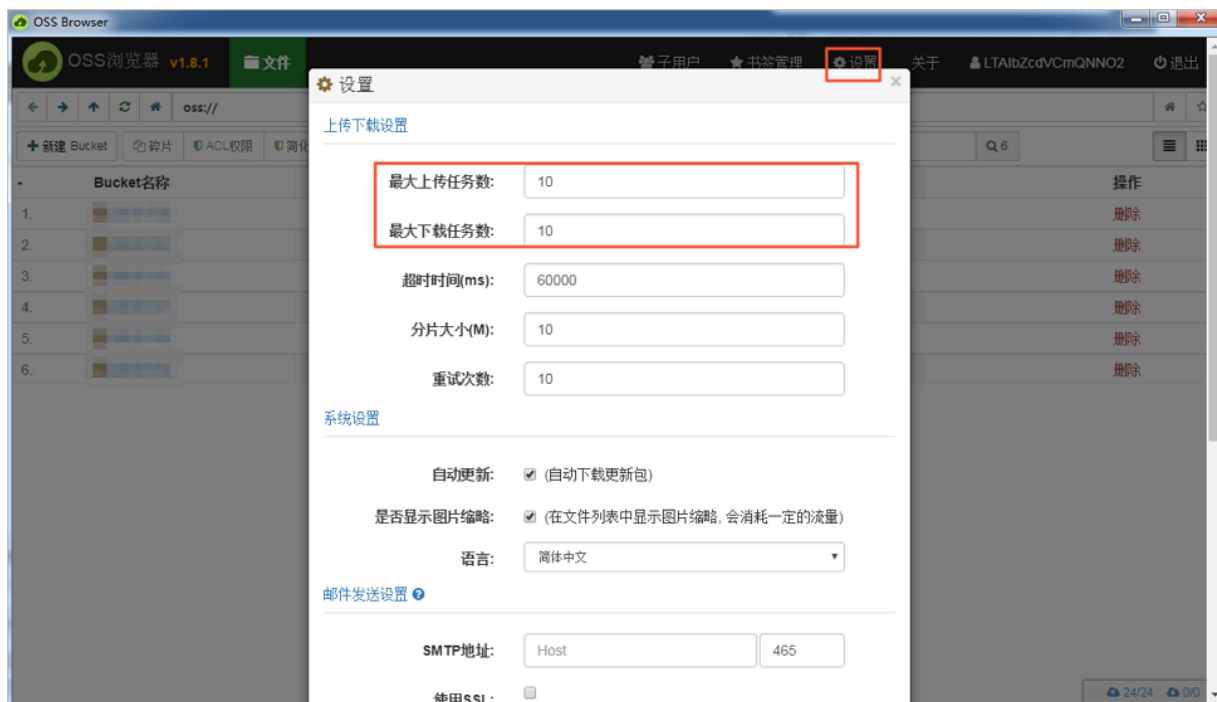 OSS Browser
OSS浏览器 v1.8.1 文件 子用户 书签管理 设置 关于 LTAIbZcdVCmQNNO2 退出
设置 ×
oss://
上传下载设置
新建 Bucket 碎片 ACL权限 简化 6
- Bucket名称 操作
最大上传任务数: 10
1. 删除
最大下载任务数: 10
2. 删除
3. 删除
超时时间(ms): 60000
4. 删除
分片大小(M): 10
5. 删除
6. 删除
重试次数: 10
系统设置
自动更新: (自动下载更新包)
是否显示图片缩略: (在文件列表中显示图片缩略, 会消耗一定的流量)
语言: 简体中文
邮件发送设置
SMTP地址: Host 465
使用SSL:
24/24 0/0